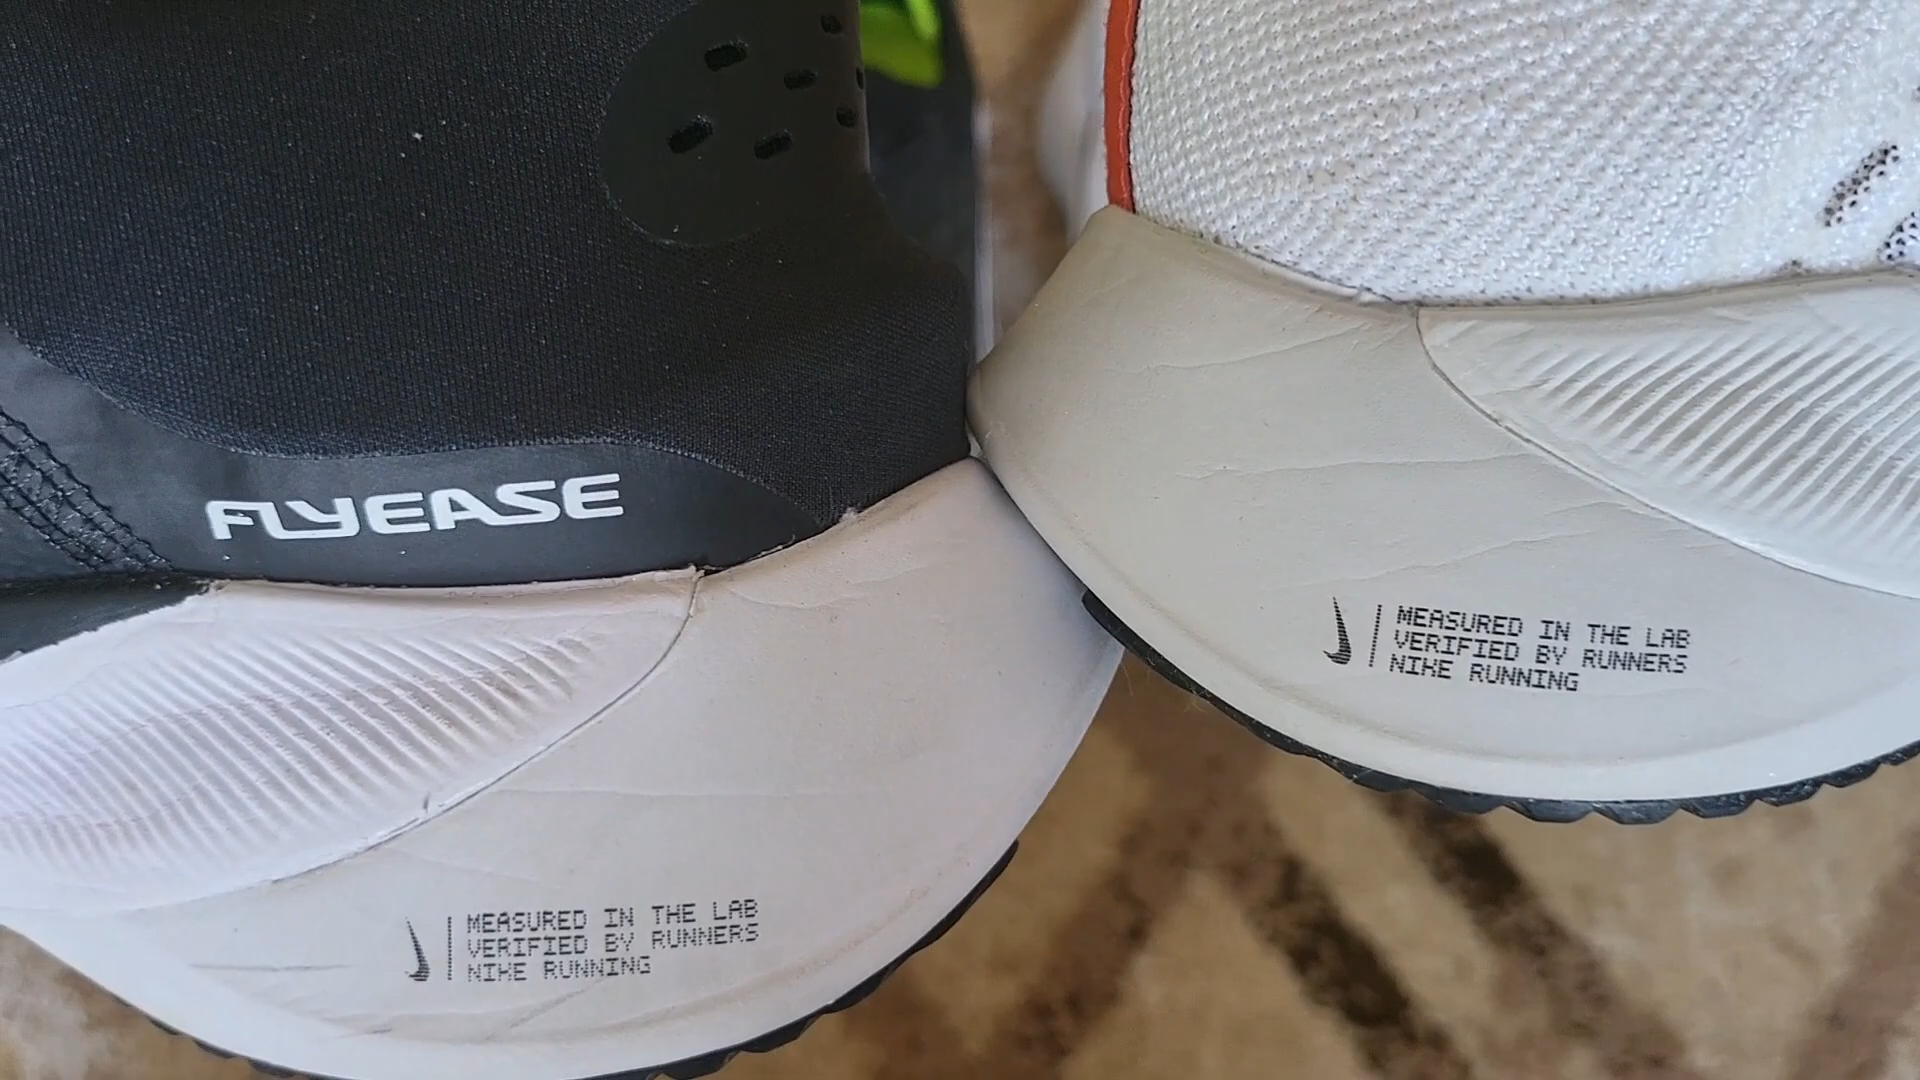 FLYEASE
MEASURED IN THE LAB
VERIFIED BY RUNNERS
NIKE RUNNING
MEASURED IN THE LAB
VERIFIED BY RUNNERS
NIKE RUNNING